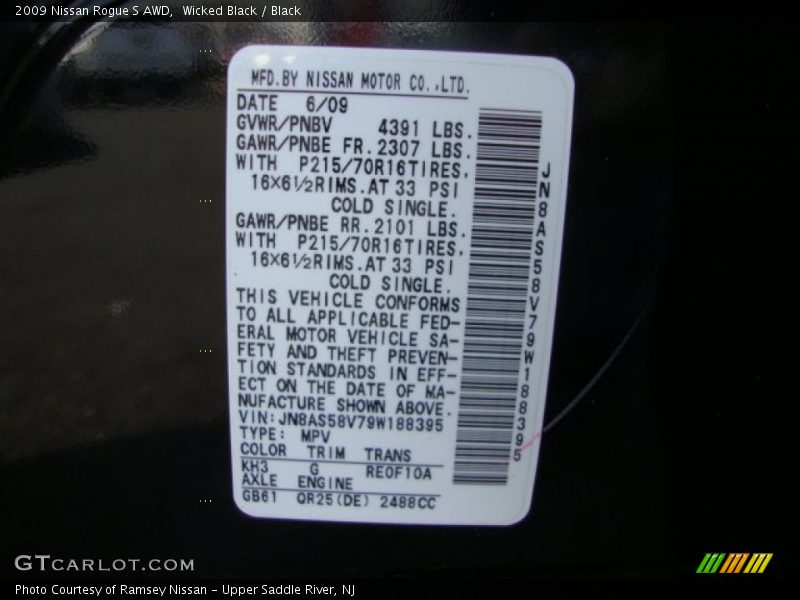 2009 Nissan Rogue S AWD,  Wicked Black / Black
MFD.BY NISSAN MOTOR CO.,LTD.
DATE 6/09
GVWR/PNBV 4391 LBS.
GAWR/PNBE FR.2307 LBS.
WITH P215/70R16TIRES,
16×6½RIMS.AT 33 PSI
COLD SINGLE.
GAWR/PNBE RR.2101 LBS.
WITH P215/70R16TIRES,
16×6½RIMS.AT 33 PSI
COLD SINGLE.
THIS VEHICLE CONFORMS
TO ALL APPLICABLE FED-
ERAL MOTOR VEHICLE SA-
FETY AND THEFT PREVEN-
TION STANDARDS IN EFF-
ECT ON THE DATE OF MA-
NUFACTURE SHOWN ABOVE.
VIN:JN8AS58V79W188395
TYPE: MPV
COLOR TRIM TRANS
KH3 G RE0F10A
AXLE ENGINE
GB61 QR25(DE) 2488CC
JN8AS58V79W188395
GTCARLOT.COM
Photo Courtesy of Ramsey Nissan - Upper Saddle River, NJ